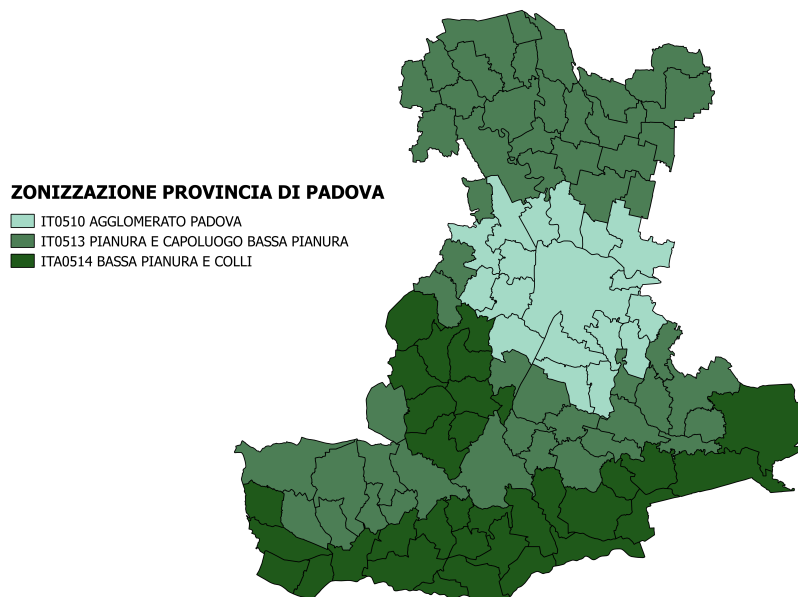 ZONIZZAZIONE PROVINCIA DI PADOVA
IT0510 AGGLOMERATO PADOVA
IT0513 PIANURA E CAPOLUOGO BASSA PIANURA
ITA0514 BASSA PIANURA E COLLI